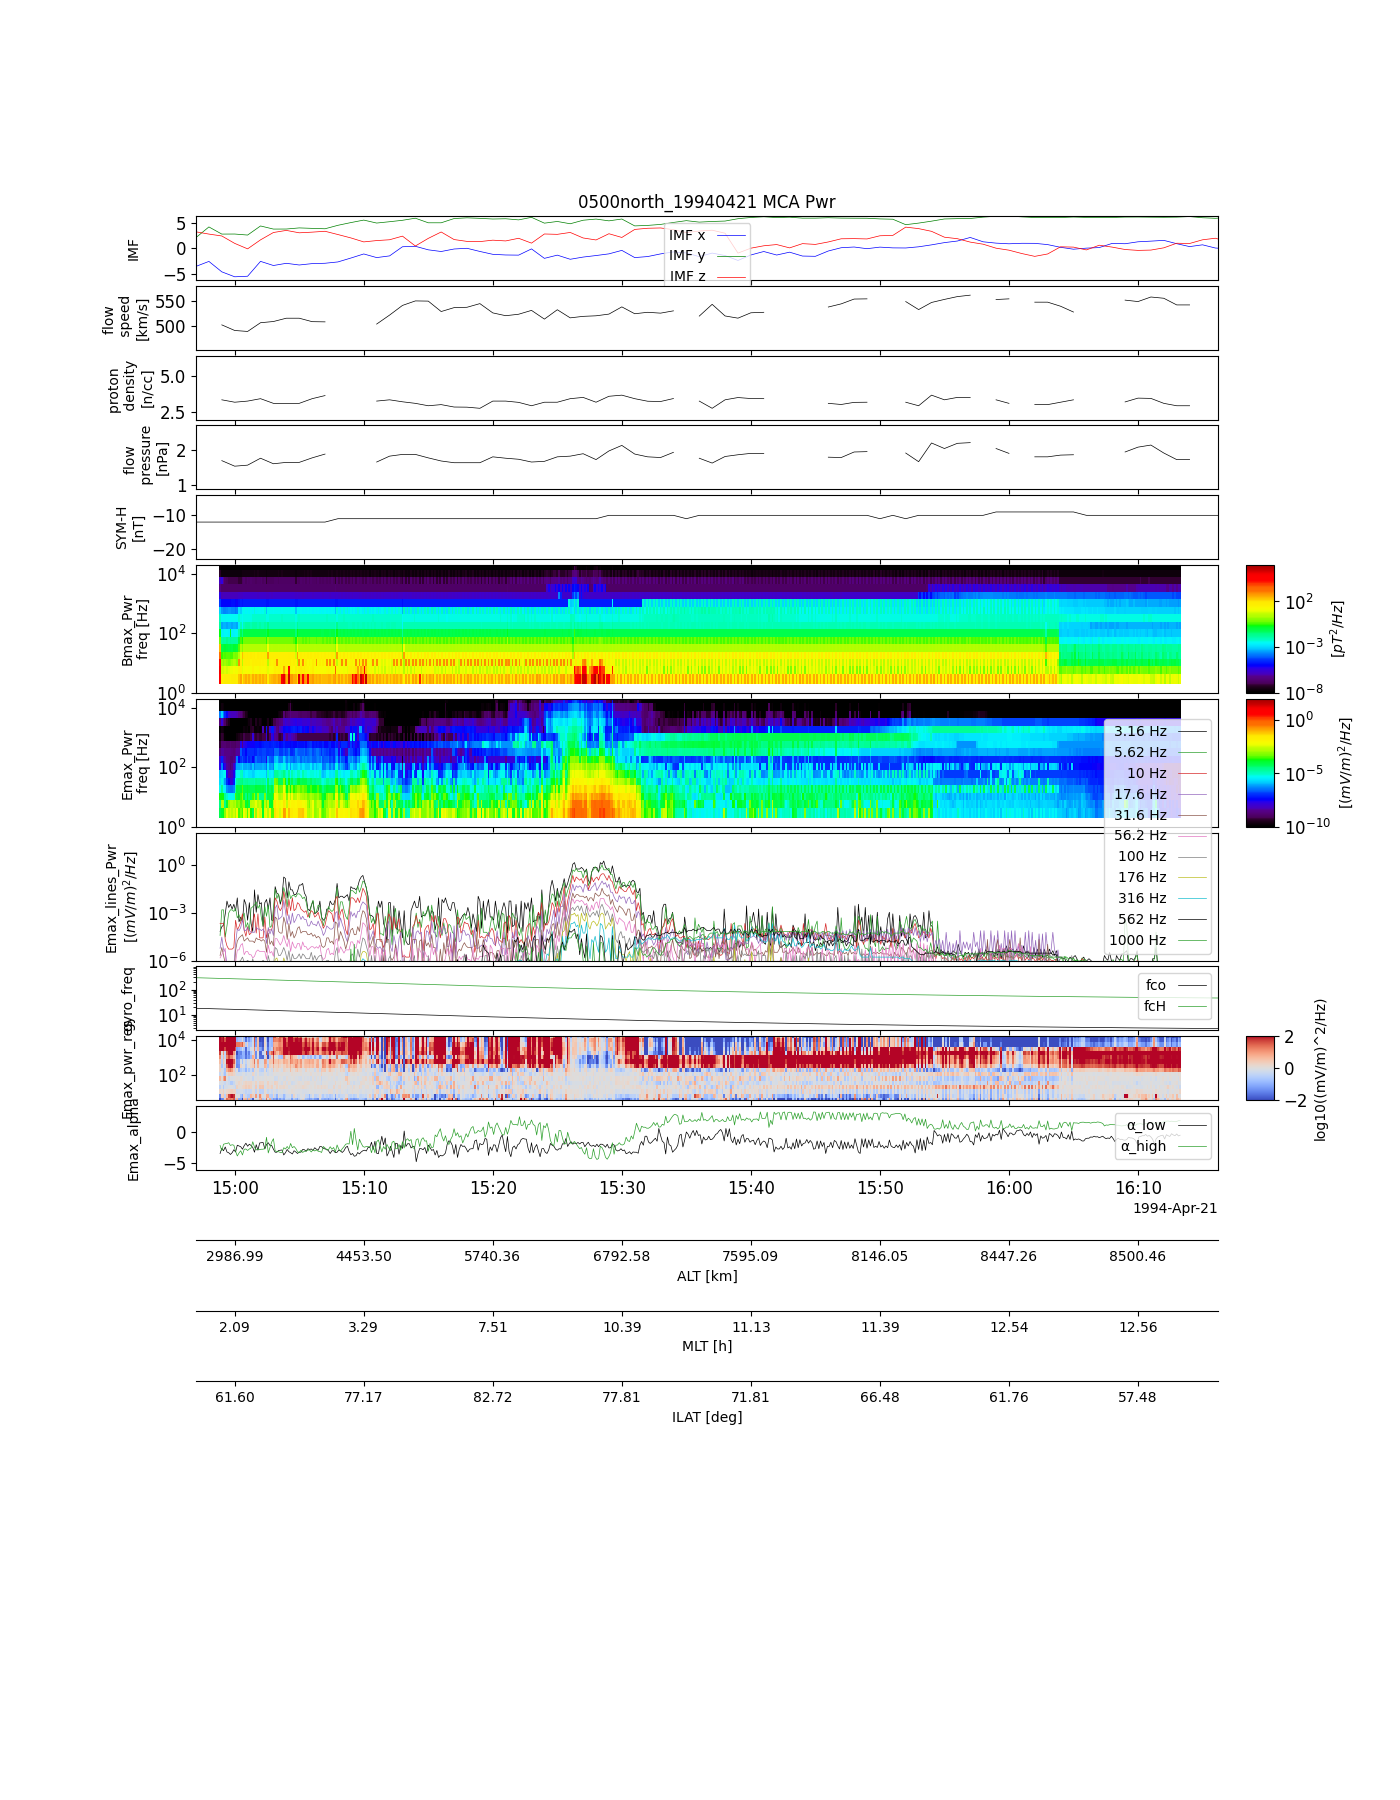 0500north_19940421 MCA Pwr
IMF
5
0
−5
IMF x
IMF y
IMF z
flow
speed
[km/s]
550
500
proton
density
[n/cc]
5.0
2.5
flow
pressure
[nPa]
2
1
SYM-H
[nT]
−10
−20
Bmax_Pwr
freq [Hz]
10^4
10^2
10^0
10^2
10^−3
10^−8
[pT^2/Hz]
Emax_Pwr
freq [Hz]
10^4
10^2
10^0
10^0
10^−5
10^−10
[(mV/m)^2/Hz]
3.16 Hz
5.62 Hz
10 Hz
17.6 Hz
31.6 Hz
56.2 Hz
100 Hz
176 Hz
316 Hz
562 Hz
1000 Hz
Emax_lines_Pwr
[(mV/m)^2/Hz]
10^0
10^−3
10^−6
gyro_freq
10^2
10^1
fco
fcH
Emax_pwr_reg
10^4
10^2
2
0
−2
log10((mV/m)^2/Hz)
Emax_alpha
0
−5
α_low
α_high
15:00 15:10 15:20 15:30 15:40 15:50 16:00 16:10
1994-Apr-21
2986.99 4453.50 5740.36 6792.58 7595.09 8146.05 8447.26 8500.46
ALT [km]
2.09 3.29 7.51 10.39 11.13 11.39 12.54 12.56
MLT [h]
61.60 77.17 82.72 77.81 71.81 66.48 61.76 57.48
ILAT [deg]